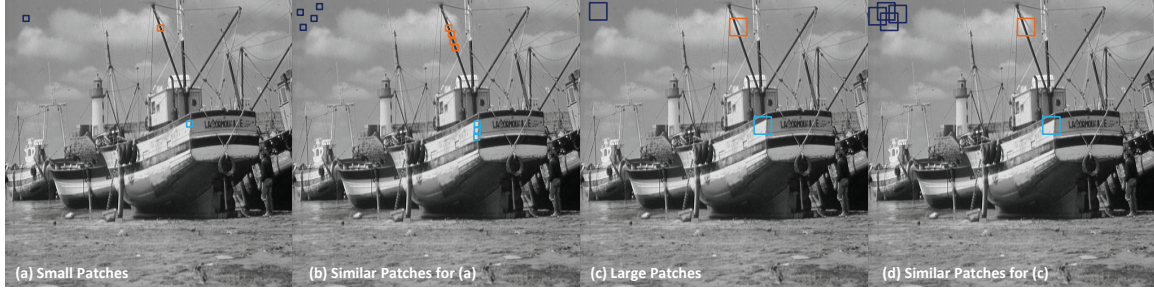 (a) Small Patches
(b) Similar Patches for (a)
(c) Large Patches
(d) Similar Patches for (c)